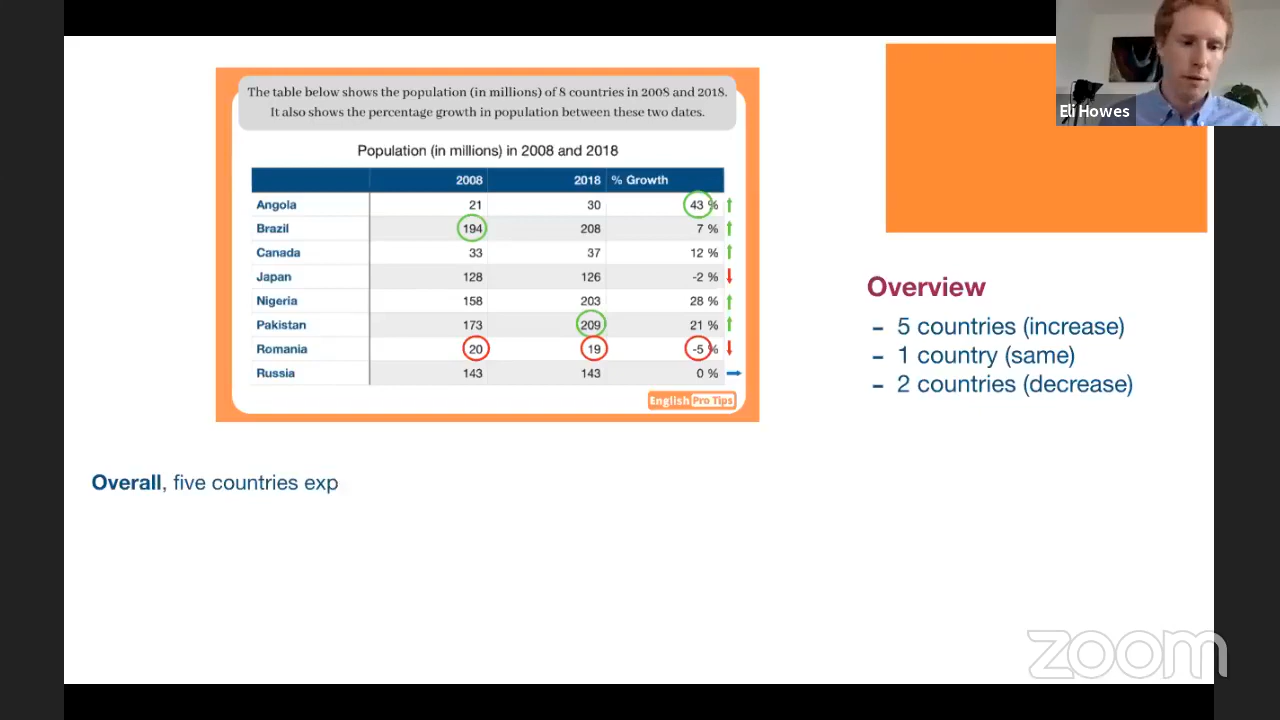 The table below shows the population (in millions) of 8 countries in 2008 and 2018.
It also shows the percentage growth in population between these two dates.
Population (in millions) in 2008 and 2018
2008 2018 % Growth
Angola 21 30 43 %
Brazil 194 208 7 %
Canada 33 37 12 %
Japan 128 126 -2 %
Nigeria 158 203 28 %
Pakistan 173 209 21 %
Romania 20 19 -5 %
Russia 143 143 0 %
English Pro Tips
Eli Howes
Overview
- 5 countries (increase)
- 1 country (same)
- 2 countries (decrease)
Overall, five countries exp
zoom